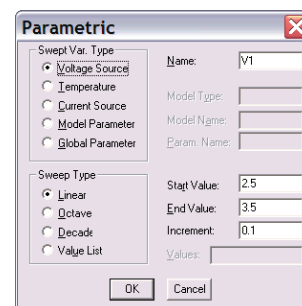 Parametric
Swept Var. Type
Voltage Source
Temperature
Current Source
Model Parameter
Global Parameter
Name: V1
Model Type:
Model Name:
Param. Name:
Sweep Type
Linear
Octave
Decade
Value List
Start Value: 2.5
End Value: 3.5
Increment: 0.1
Values:
OK Cancel